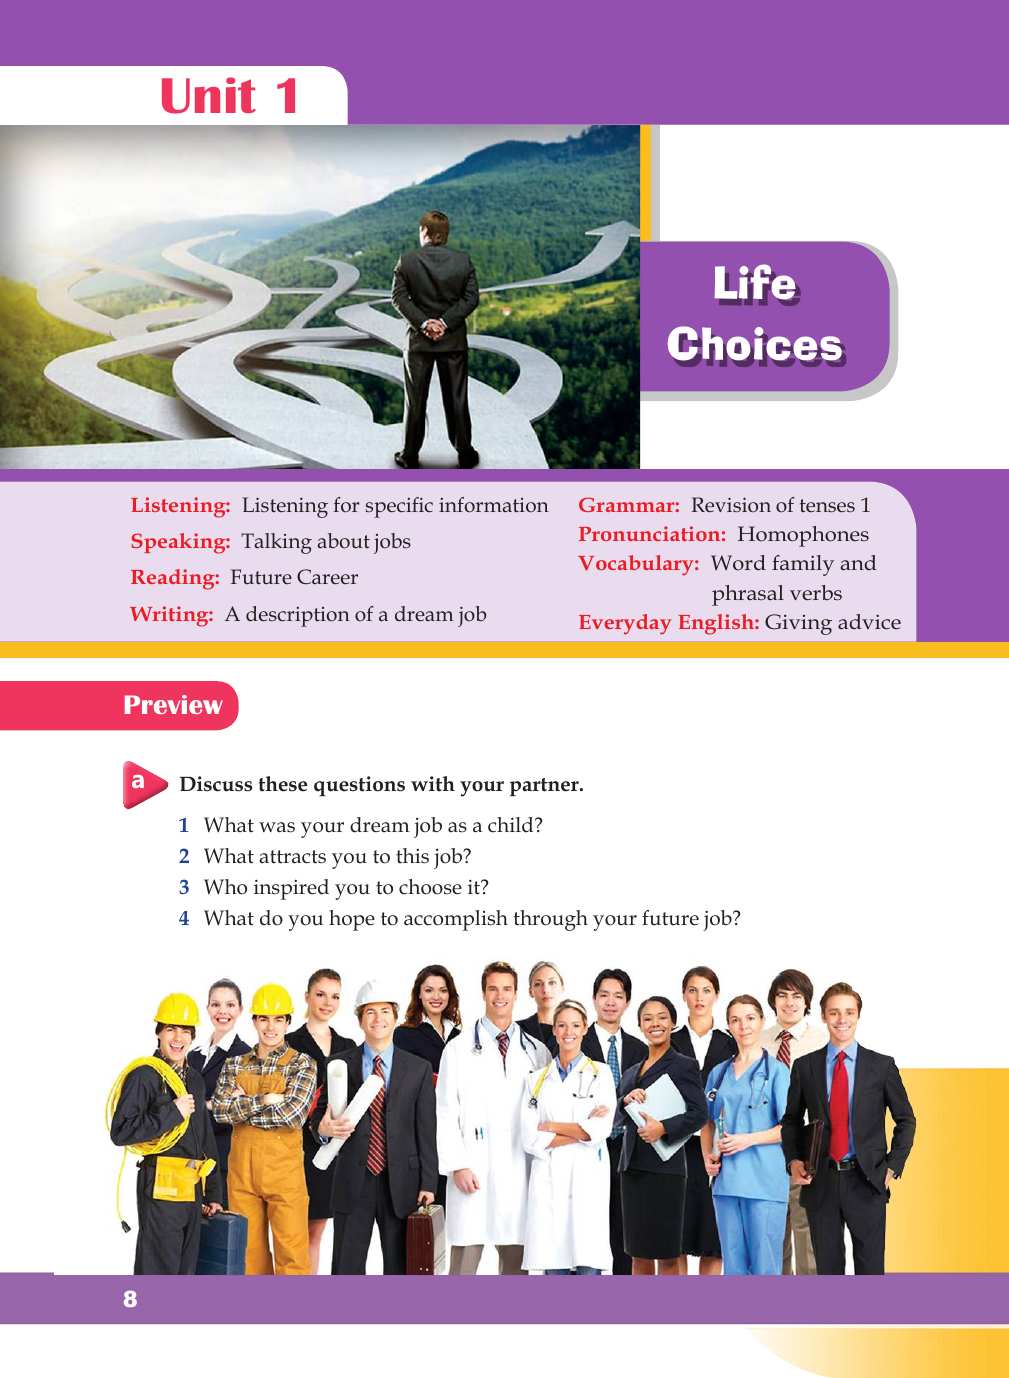 Unit 1
Life
Choices
Listening: Listening for specific information
Speaking: Talking about jobs
Reading: Future Career
Writing: A description of a dream job
Grammar: Revision of tenses 1
Pronunciation: Homophones
Vocabulary: Word family and
phrasal verbs
Everyday English: Giving advice
Preview
a Discuss these questions with your partner.
1 What was your dream job as a child?
2 What attracts you to this job?
3 Who inspired you to choose it?
4 What do you hope to accomplish through your future job?
8